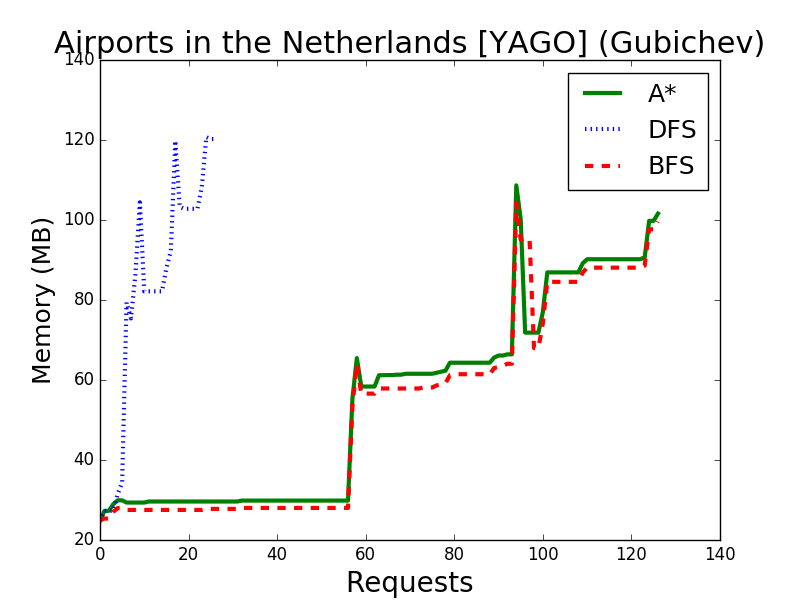 Airports in the Netherlands [YAGO] (Gubichev)
140
120
100
80
60
40
20
Memory (MB)
A*
DFS
BFS
0 20 40 60 80 100 120 140
Requests